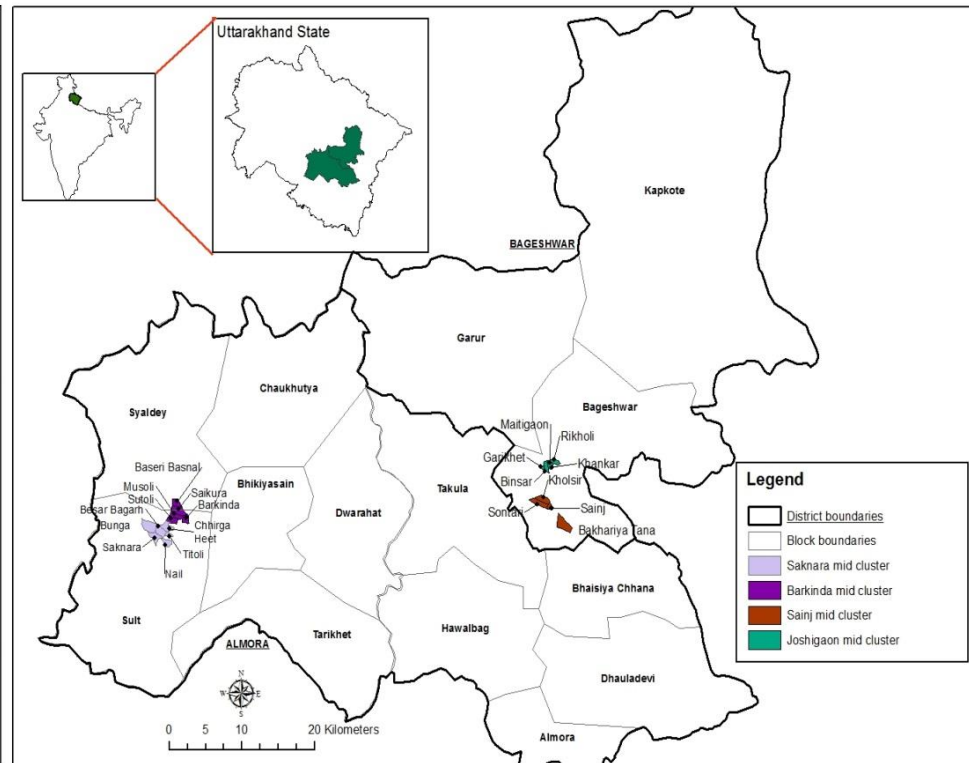 Uttarakhand State
Kapkote
BAGESHWAR
Garur
Chaukhutya
Syaldey
Bageshwar
Maitigaon
Rikholi
Garikhet
Khankar
Binsar
Kholsir
Baseri Basnal
Musoli
Saikura
Sutoli
Barkinda
Besar Bagarh
Bunga
Chhirga
Heet
Saknara
Titoli
Nail
Bhikiyasain
Takula
Dwarahat
Sontari
Sainj
Bakhariya Tana
Bhaisiya Chhana
Sult
Tarikhet
Hawalbag
ALMORA
Dhauladevi
Almora
N
W E
S
0 5 10 20 Kilometers
Legend
District boundaries
Block boundaries
Saknara mid cluster
Barkinda mid cluster
Sainj mid cluster
Joshigaon mid cluster